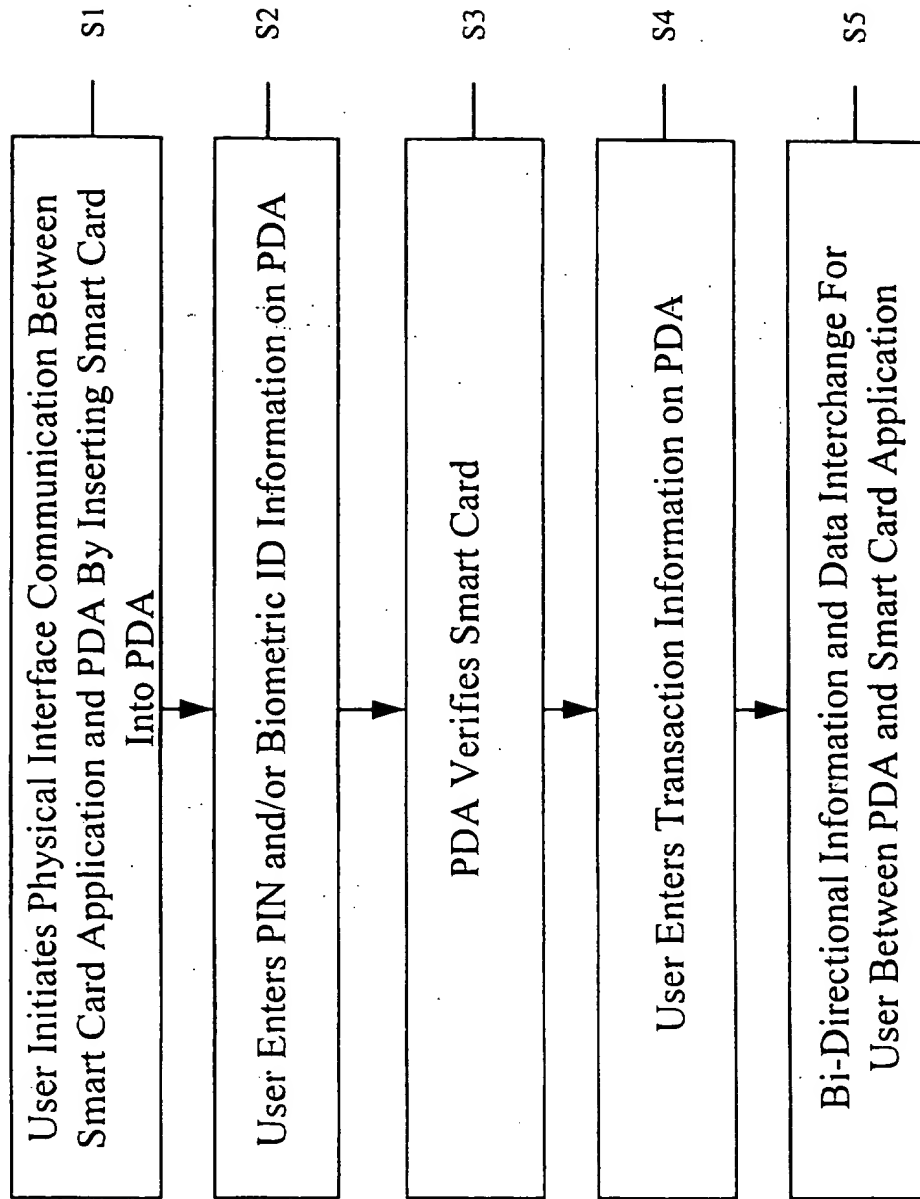 User Initiates Physical Interface Communication Between
Smart Card Application and PDA By Inserting Smart Card
Into PDA
S1
User Enters PIN and/or Biometric ID Information on PDA
S2
PDA Verifies Smart Card
S3
User Enters Transaction Information on PDA
S4
Bi-Directional Information and Data Interchange For
User Between PDA and Smart Card Application
S5